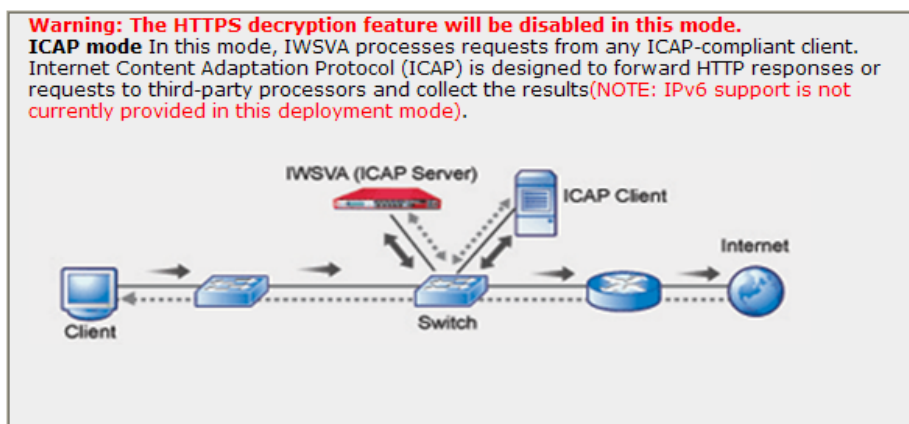 Warning: The HTTPS decryption feature will be disabled in this mode.
ICAP mode In this mode, IWSVA processes requests from any ICAP-compliant client.
Internet Content Adaptation Protocol (ICAP) is designed to forward HTTP responses or
requests to third-party processors and collect the results(NOTE: IPv6 support is not
currently provided in this deployment mode).
IWSVA (ICAP Server)
ICAP Client
Internet
Client
Switch